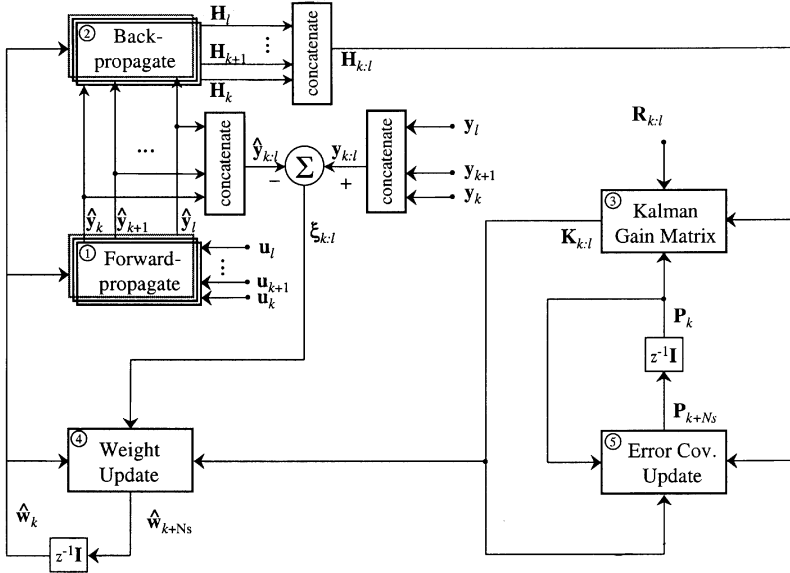 ② Back-
propagate
H_l
⋮
H_{k+1}
H_k
concatenate
H_{k:l}
...
concatenate
ŷ_{k:l}
−
Σ
y_{k:l}
+
concatenate
y_l
y_{k+1}
y_k
R_{k:l}
ŷ_k
ŷ_{k+1}
ŷ_l
① Forward-
propagate
u_l
⋮
u_{k+1}
u_k
ξ_{k:l}
③ Kalman
Gain Matrix
K_{k:l}
P_k
z⁻¹I
P_{k+Ns}
④ Weight
Update
⑤ Error Cov.
Update
ŵ_k
ŵ_{k+Ns}
z⁻¹I